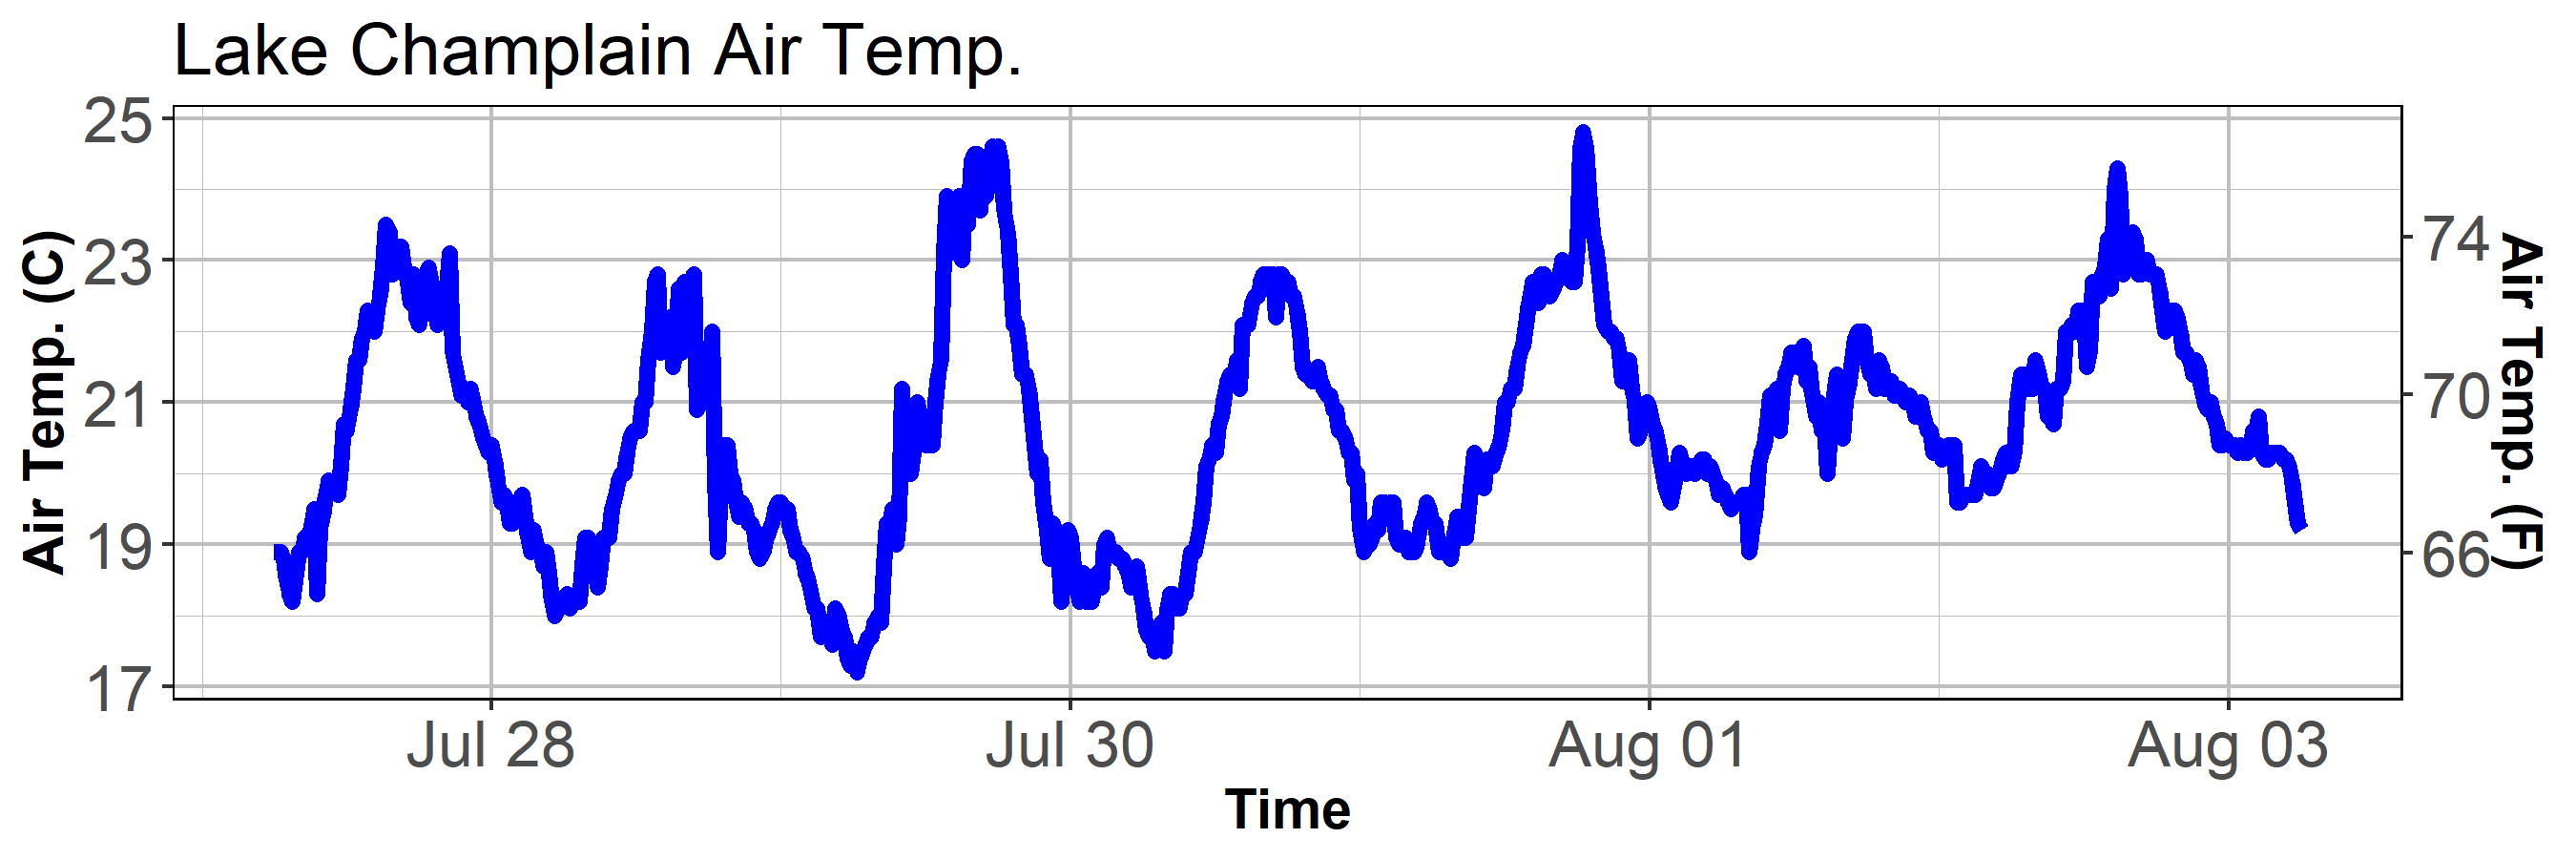 Lake Champlain Air Temp.
25
23
21
19
17
Air Temp. (C)
74
70
66
Air Temp. (F)
Jul 28
Jul 30
Aug 01
Aug 03
Time